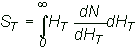 S_T = ∫_0^∞ H_T dN/dH_T dH_T